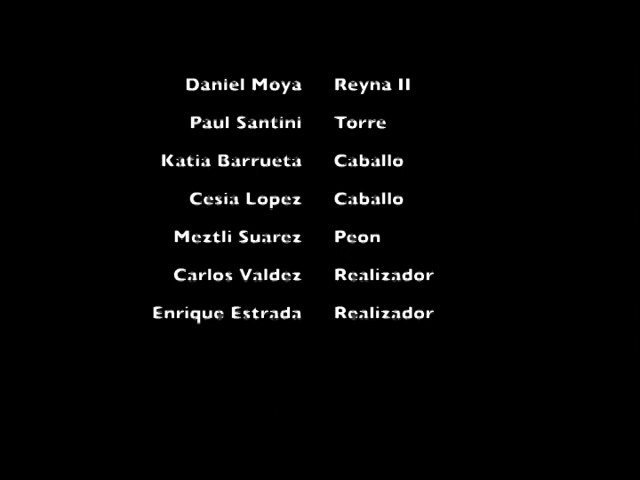 Daniel Moya Reyna II
Paul Santini Torre
Katia Barrueta Caballo
Cesia Lopez Caballo
Meztli Suarez Peon
Carlos Valdez Realizador
Enrique Estrada Realizador